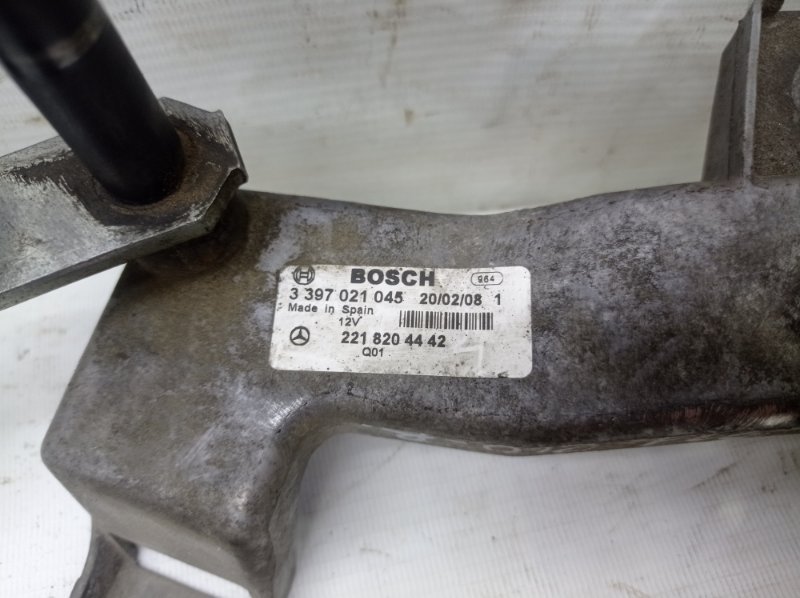 BOSCH 964
3 397 021 045 20/02/08 1
Made in Spain
12V
221 820 44 42
Q01